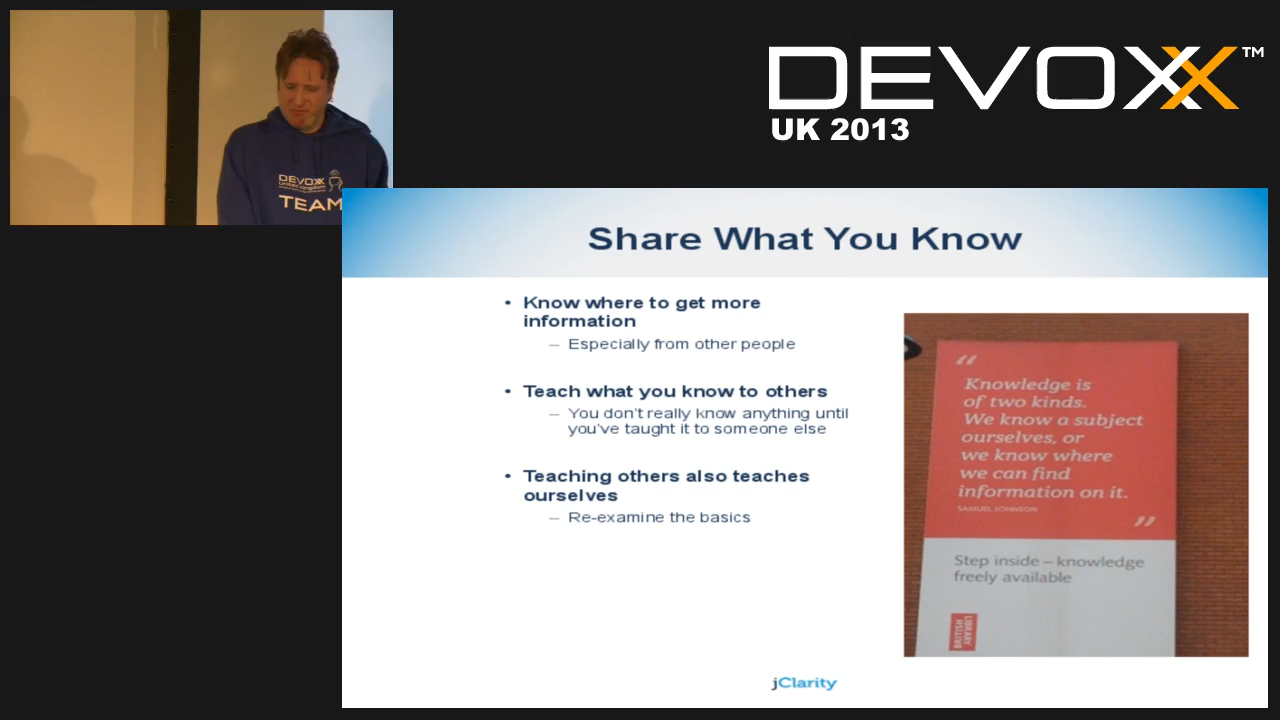 DEVOXX™
UK 2013
DEVOXX
United Kingdom
TEAM
Share What You Know
• Know where to get more
information
– Especially from other people
• Teach what you know to others
– You don't really know anything until
you've taught it to someone else
• Teaching others also teaches
ourselves
– Re-examine the basics
“
Knowledge is
of two kinds.
We know a subject
ourselves, or
we know where
we can find
information on it.
SAMUEL JOHNSON
”
Step inside – knowledge
freely available
BRITISH
LIBRARY
jClarity